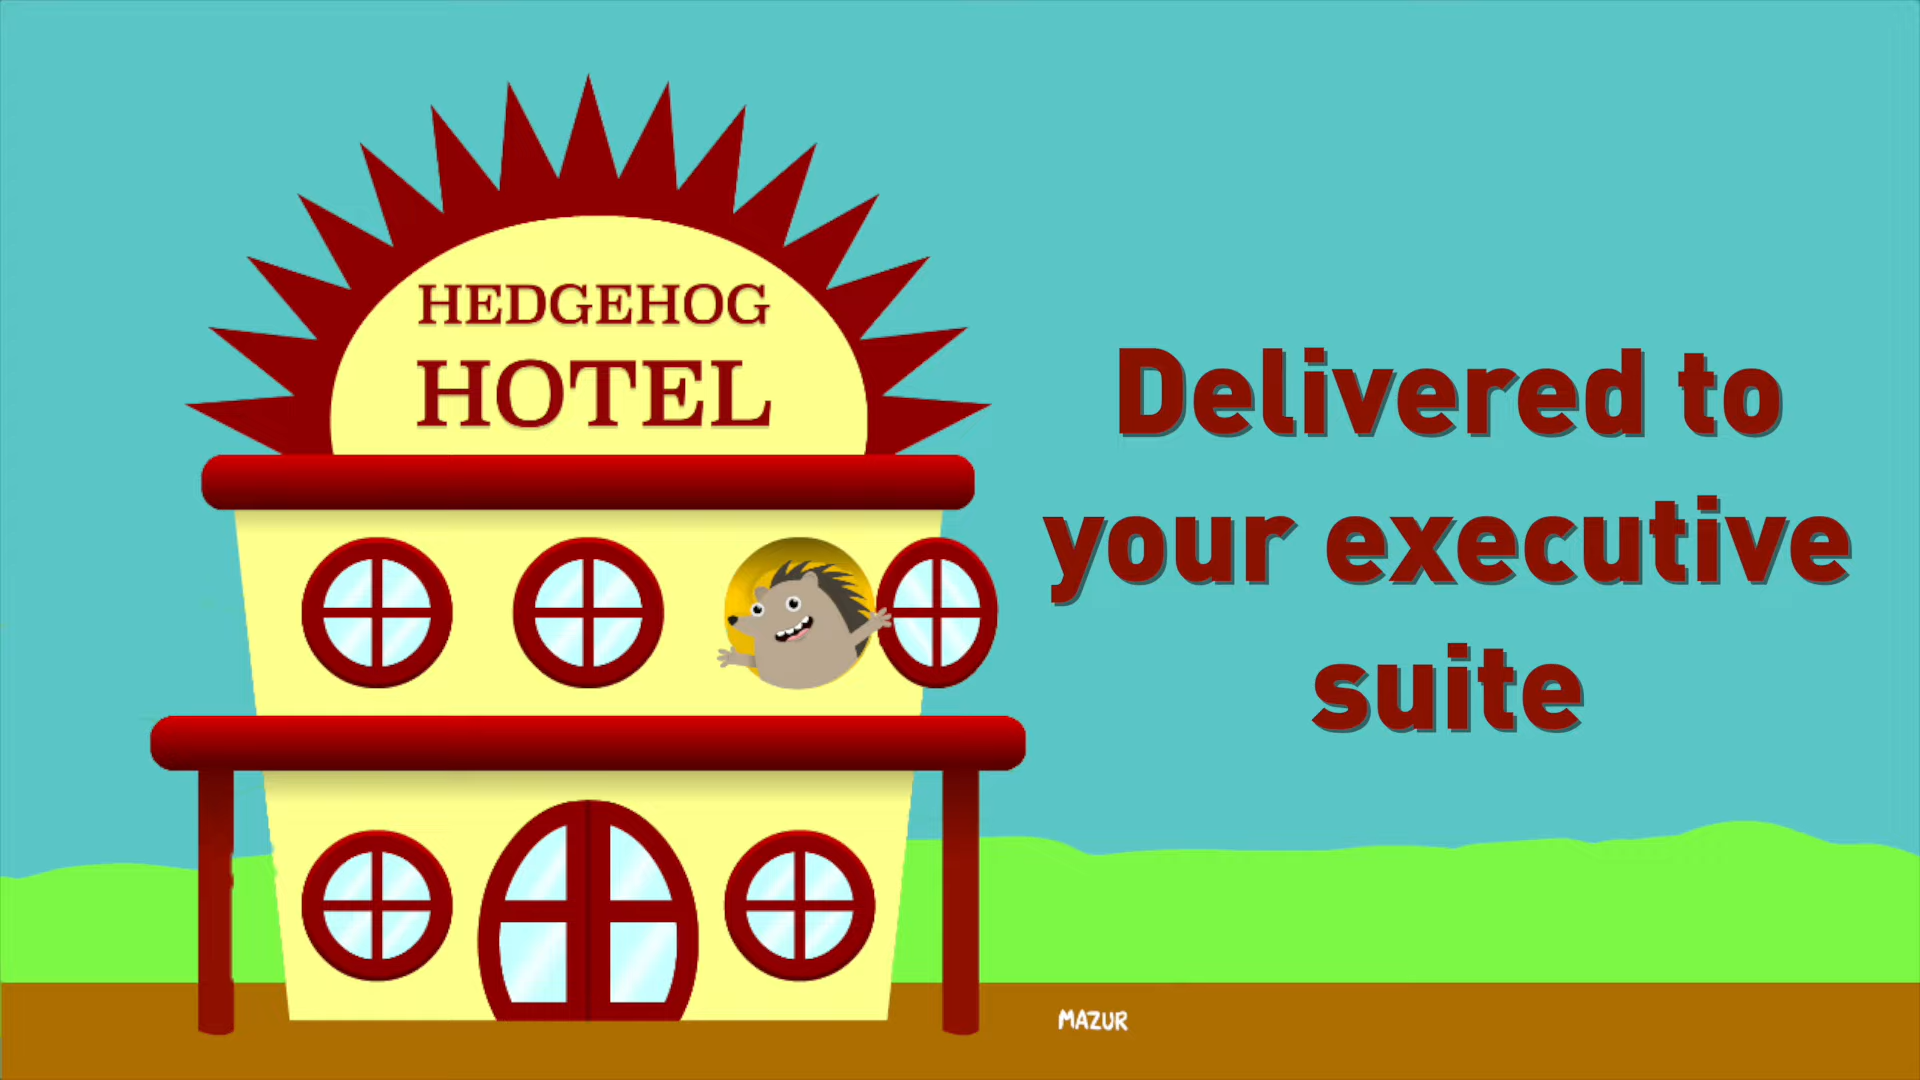 HEDGEHOG
HOTEL
Delivered to
your executive
suite
MAZUR